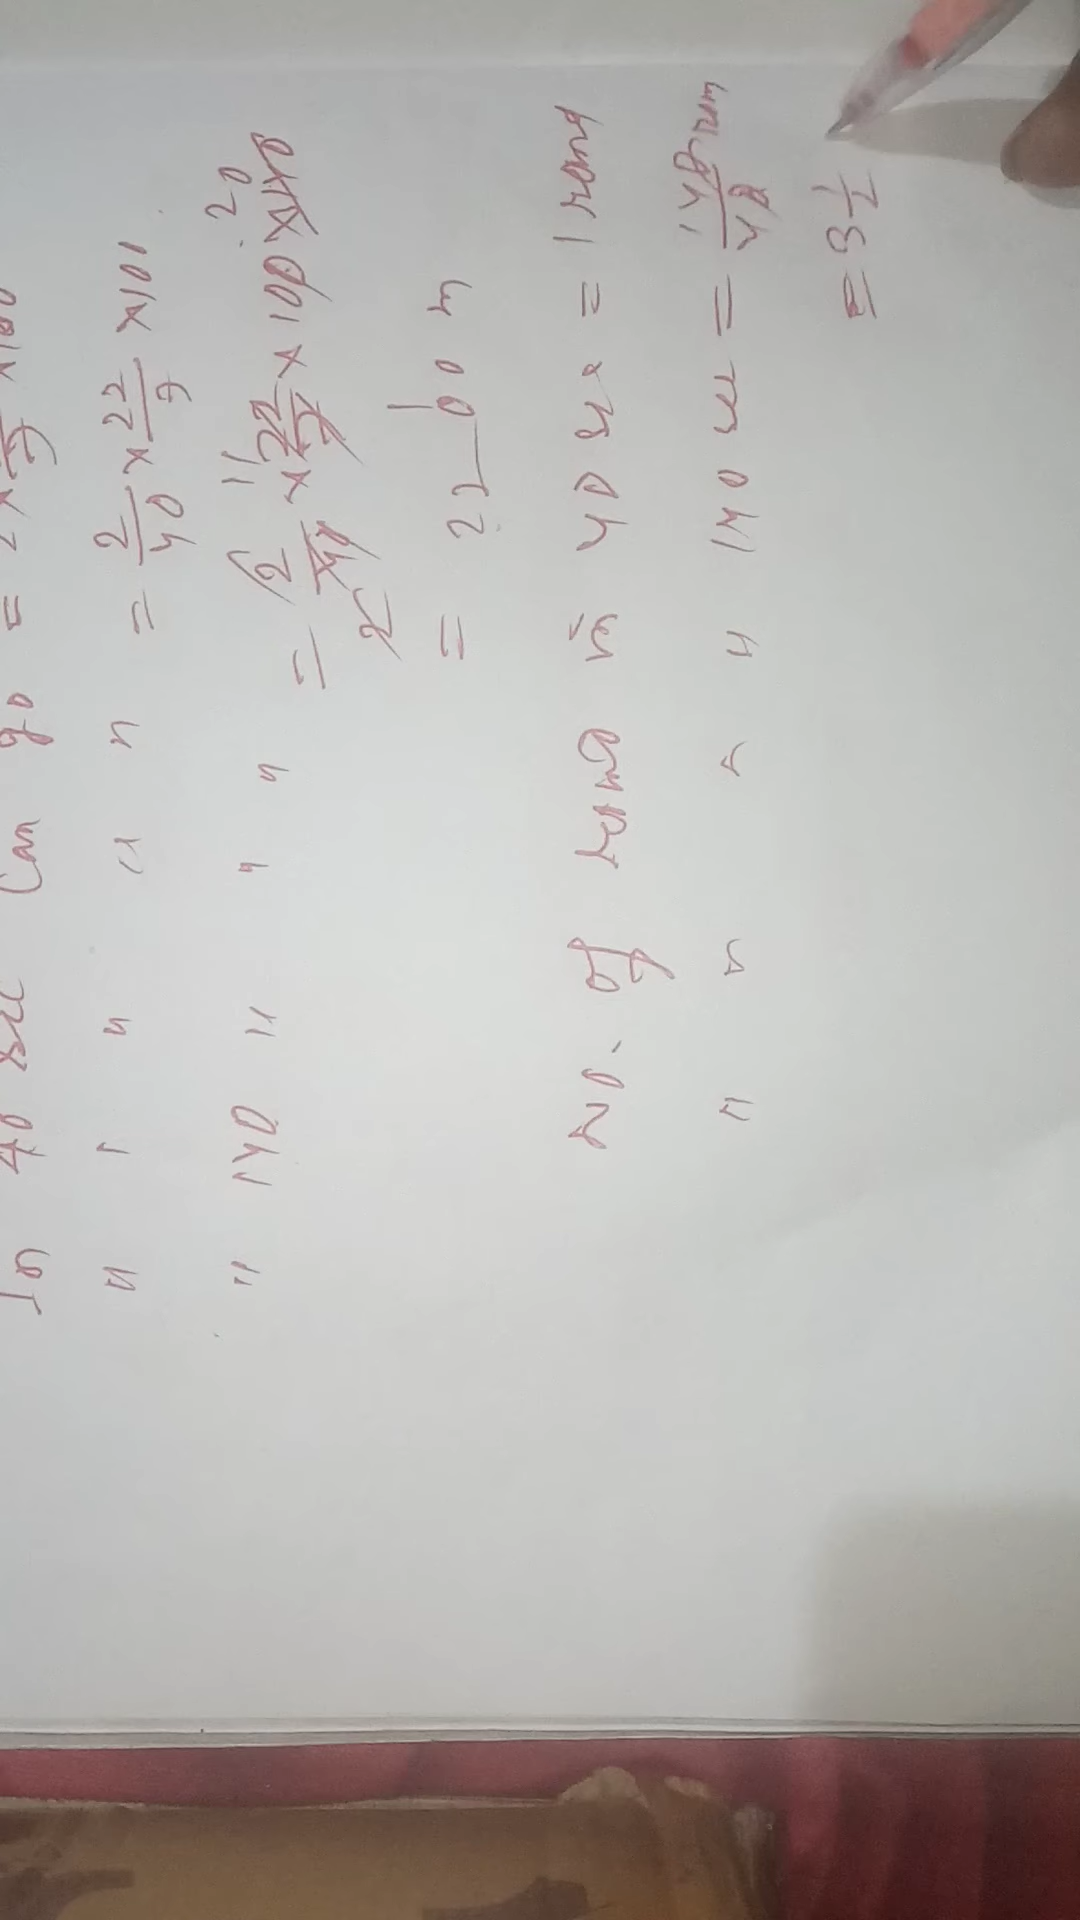 In 40 sec can go = 2 × 22/7 × 100
" 1 " " " = 2/40 × 22/7 × 100
" 140 " " " = 2/40 × 22/7 × 100 × 140
= 2200 m
No. of round in 40 sec = 1 round
" " " " 140 sec = 140/40 round
= 3 1/2